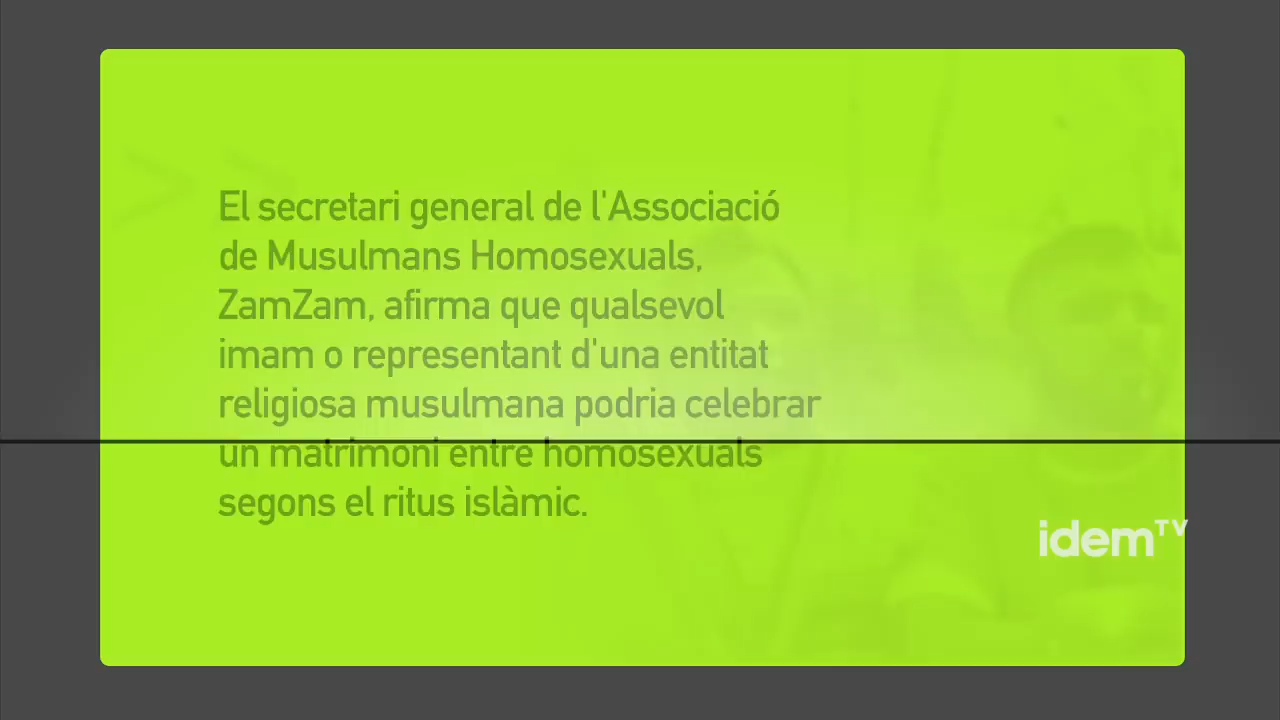 El secretari general de l'Associació
de Musulmans Homosexuals,
ZamZam, afirma que qualsevol
imam o representant d'una entitat
religiosa musulmana podria celebrar
un matrimoni entre homosexuals
segons el ritus islàmic.
idemTV